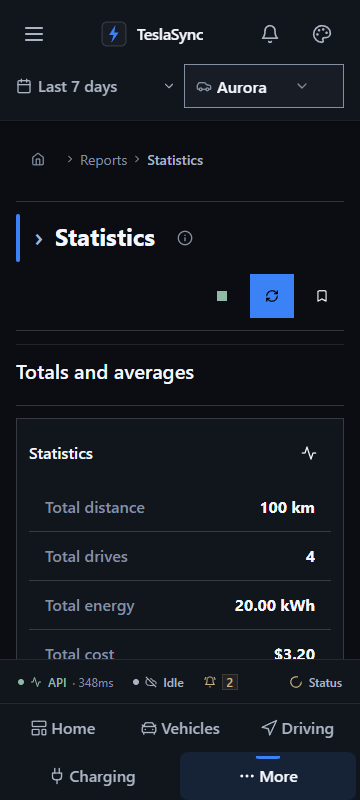 TeslaSync
Last 7 days
Aurora
Reports
Statistics
Statistics
Totals and averages
Statistics
Total distance 100 km
Total drives 4
Total energy 20.00 kWh
Total cost $3.20
API · 348ms Idle 2 Status
Home Vehicles Driving
Charging More